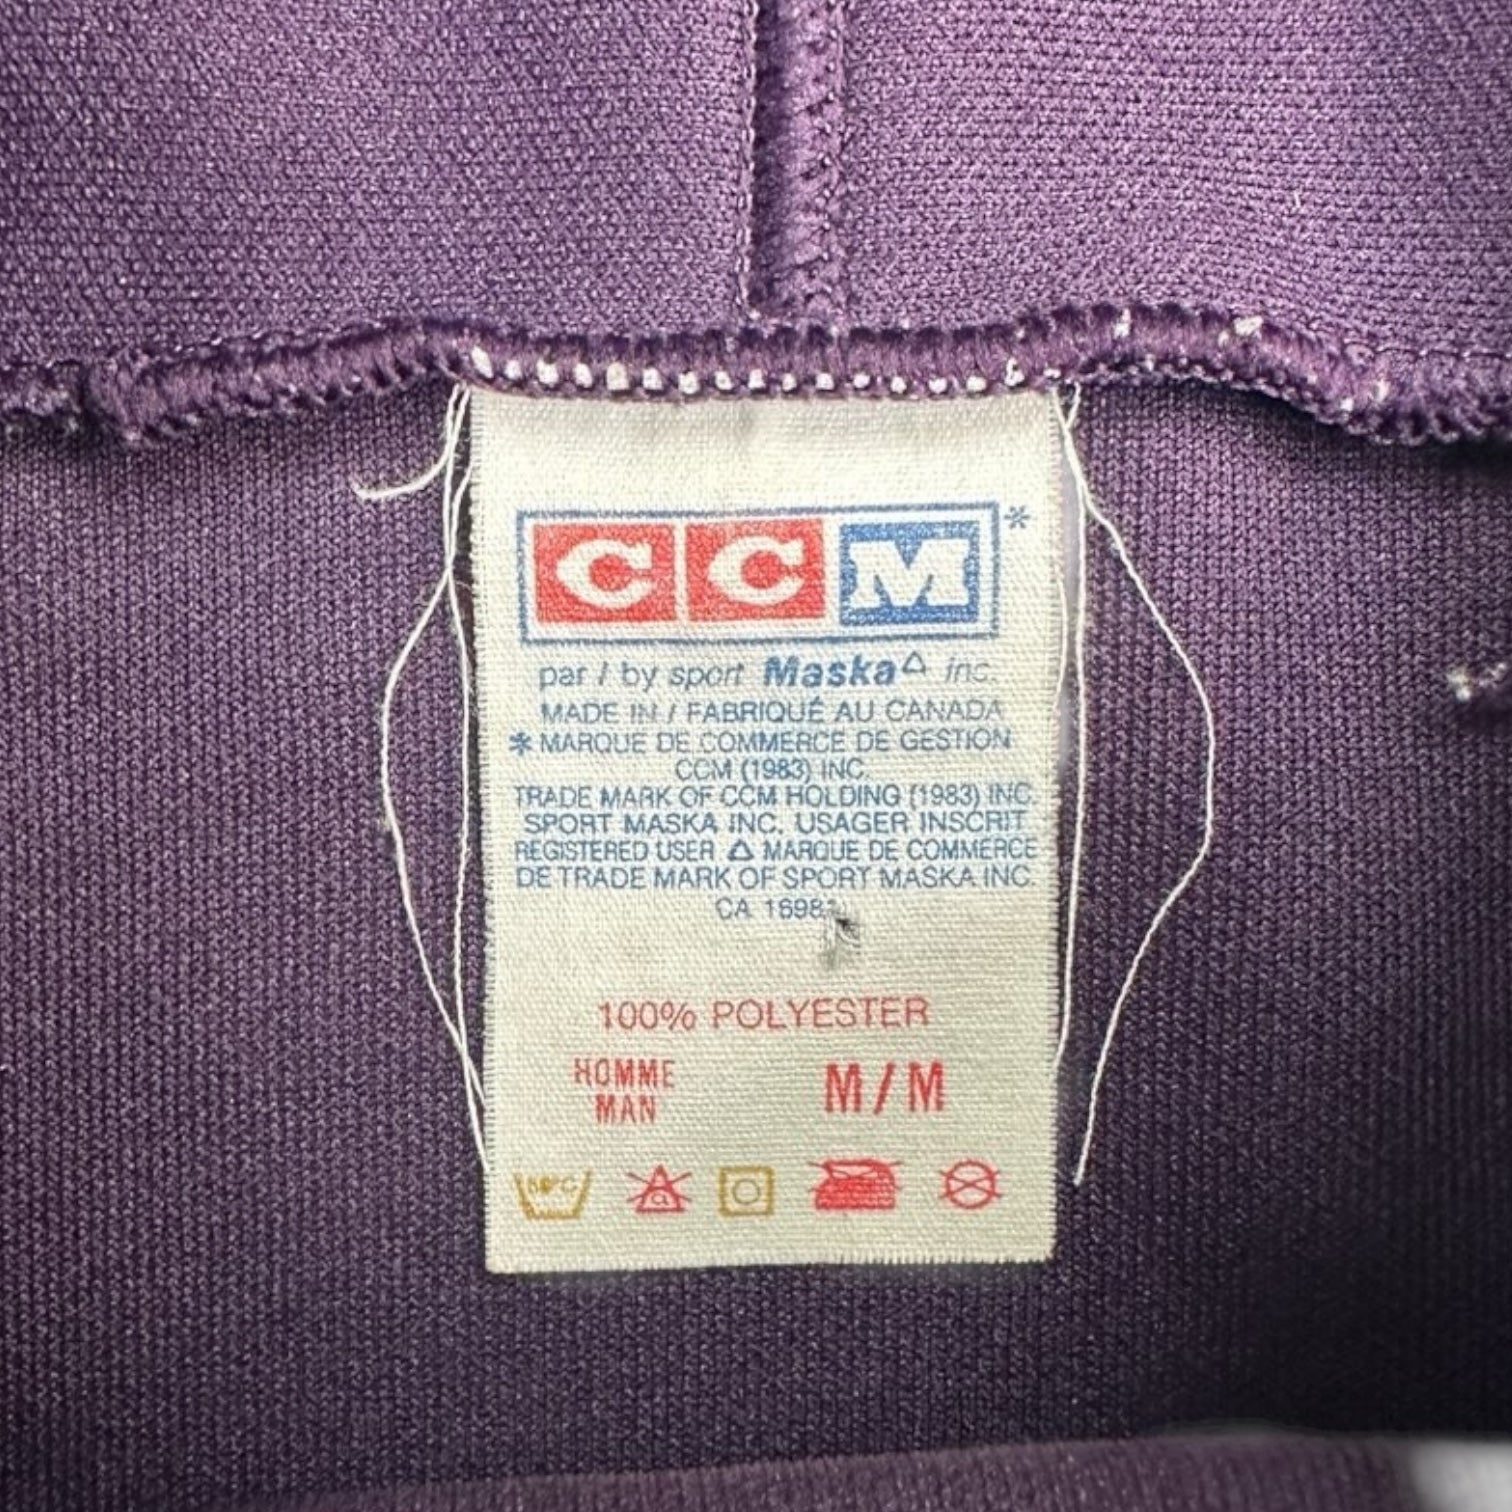 CCM*
par / by sport Maska△ inc.
MADE IN / FABRIQUÉ AU CANADA
* MARQUE DE COMMERCE DE GESTION
CCM (1983) INC.
TRADE MARK OF CCM HOLDING (1983) INC.
SPORT MASKA INC. USAGER INSCRIT
REGISTERED USER △ MARQUE DE COMMERCE
DE TRADE MARK OF SPORT MASKA INC.
CA
100% POLYESTER
HOMME M / M
MAN